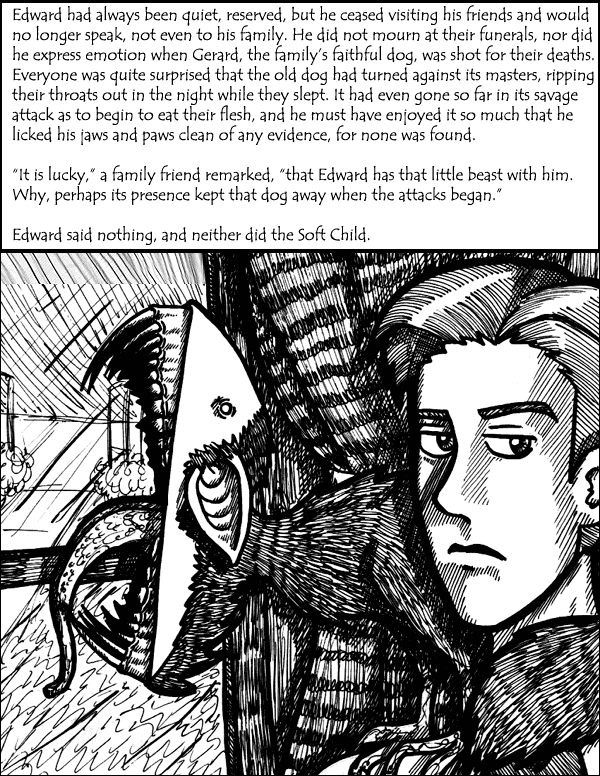 Edward had always been quiet, reserved, but he ceased visiting his friends and would
no longer speak, not even to his family. He did not mourn at their funerals, nor did
he express emotion when Gerard, the family's faithful dog, was shot for their deaths.
Everyone was quite surprised that the old dog had turned against its masters, ripping
their throats out in the night while they slept. It had even gone so far in its savage
attack as to begin to eat their flesh, and he must have enjoyed it so much that he
licked his jaws and paws clean of any evidence, for none was found.
"It is lucky," a family friend remarked, "that Edward has that little beast with him.
Why, perhaps its presence kept that dog away when the attacks began."
Edward said nothing, and neither did the Soft Child.